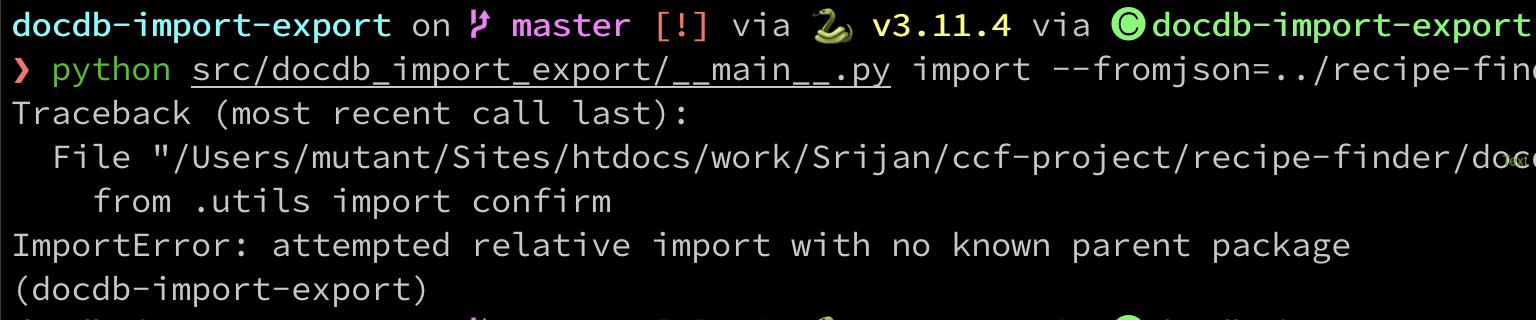 docdb-import-export on master [!] via 🐍 v3.11.4 via C docdb-import-export
❯ python src/docdb_import_export/__main__.py import --fromjson=../recipe-fin
Traceback (most recent call last):
  File "/Users/mutant/Sites/htdocs/work/Srijan/ccf-project/recipe-finder/doc
    from .utils import confirm
ImportError: attempted relative import with no known parent package
(docdb-import-export)